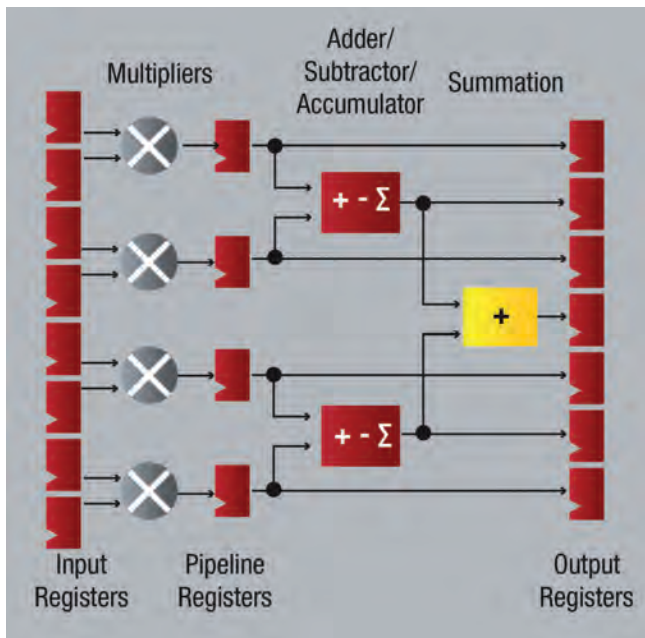 Multipliers
Adder/
Subtractor/
Accumulator
Summation
+ - Σ
+
+ - Σ
Input
Registers
Pipeline
Registers
Output
Registers